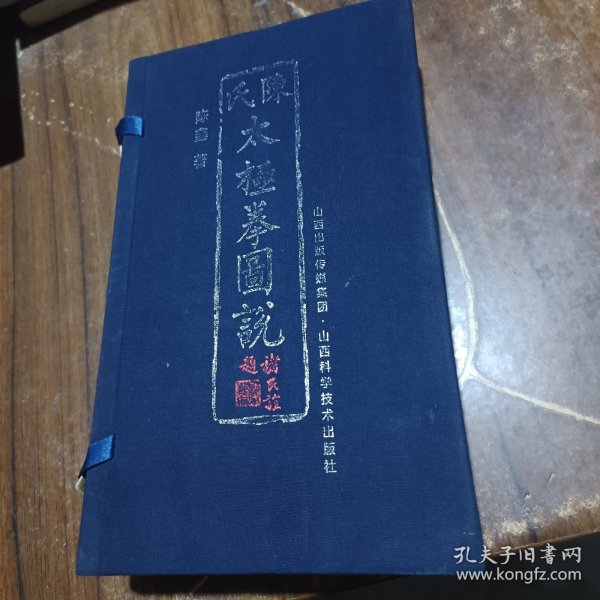 陳氏
太極拳圖說
題
陈鑫 著
山西出版传媒集团·山西科学技术出版社
孔夫子旧书网
www.kongfz.com